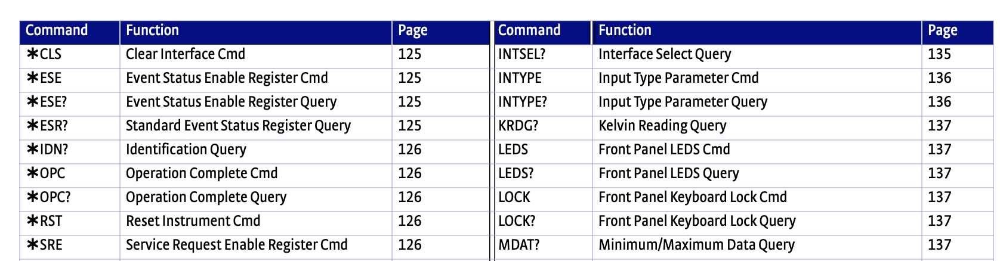 Command Function Page Command Function Page
*CLS Clear Interface Cmd 125 INTSEL? Interface Select Query 135
*ESE Event Status Enable Register Cmd 125 INTYPE Input Type Parameter Cmd 136
*ESE? Event Status Enable Register Query 125 INTYPE? Input Type Parameter Query 136
*ESR? Standard Event Status Register Query 125 KRDG? Kelvin Reading Query 137
*IDN? Identification Query 126 LEDS Front Panel LEDS Cmd 137
*OPC Operation Complete Cmd 126 LEDS? Front Panel LEDS Query 137
*OPC? Operation Complete Query 126 LOCK Front Panel Keyboard Lock Cmd 137
*RST Reset Instrument Cmd 126 LOCK? Front Panel Keyboard Lock Query 137
*SRE Service Request Enable Register Cmd 126 MDAT? Minimum/Maximum Data Query 137